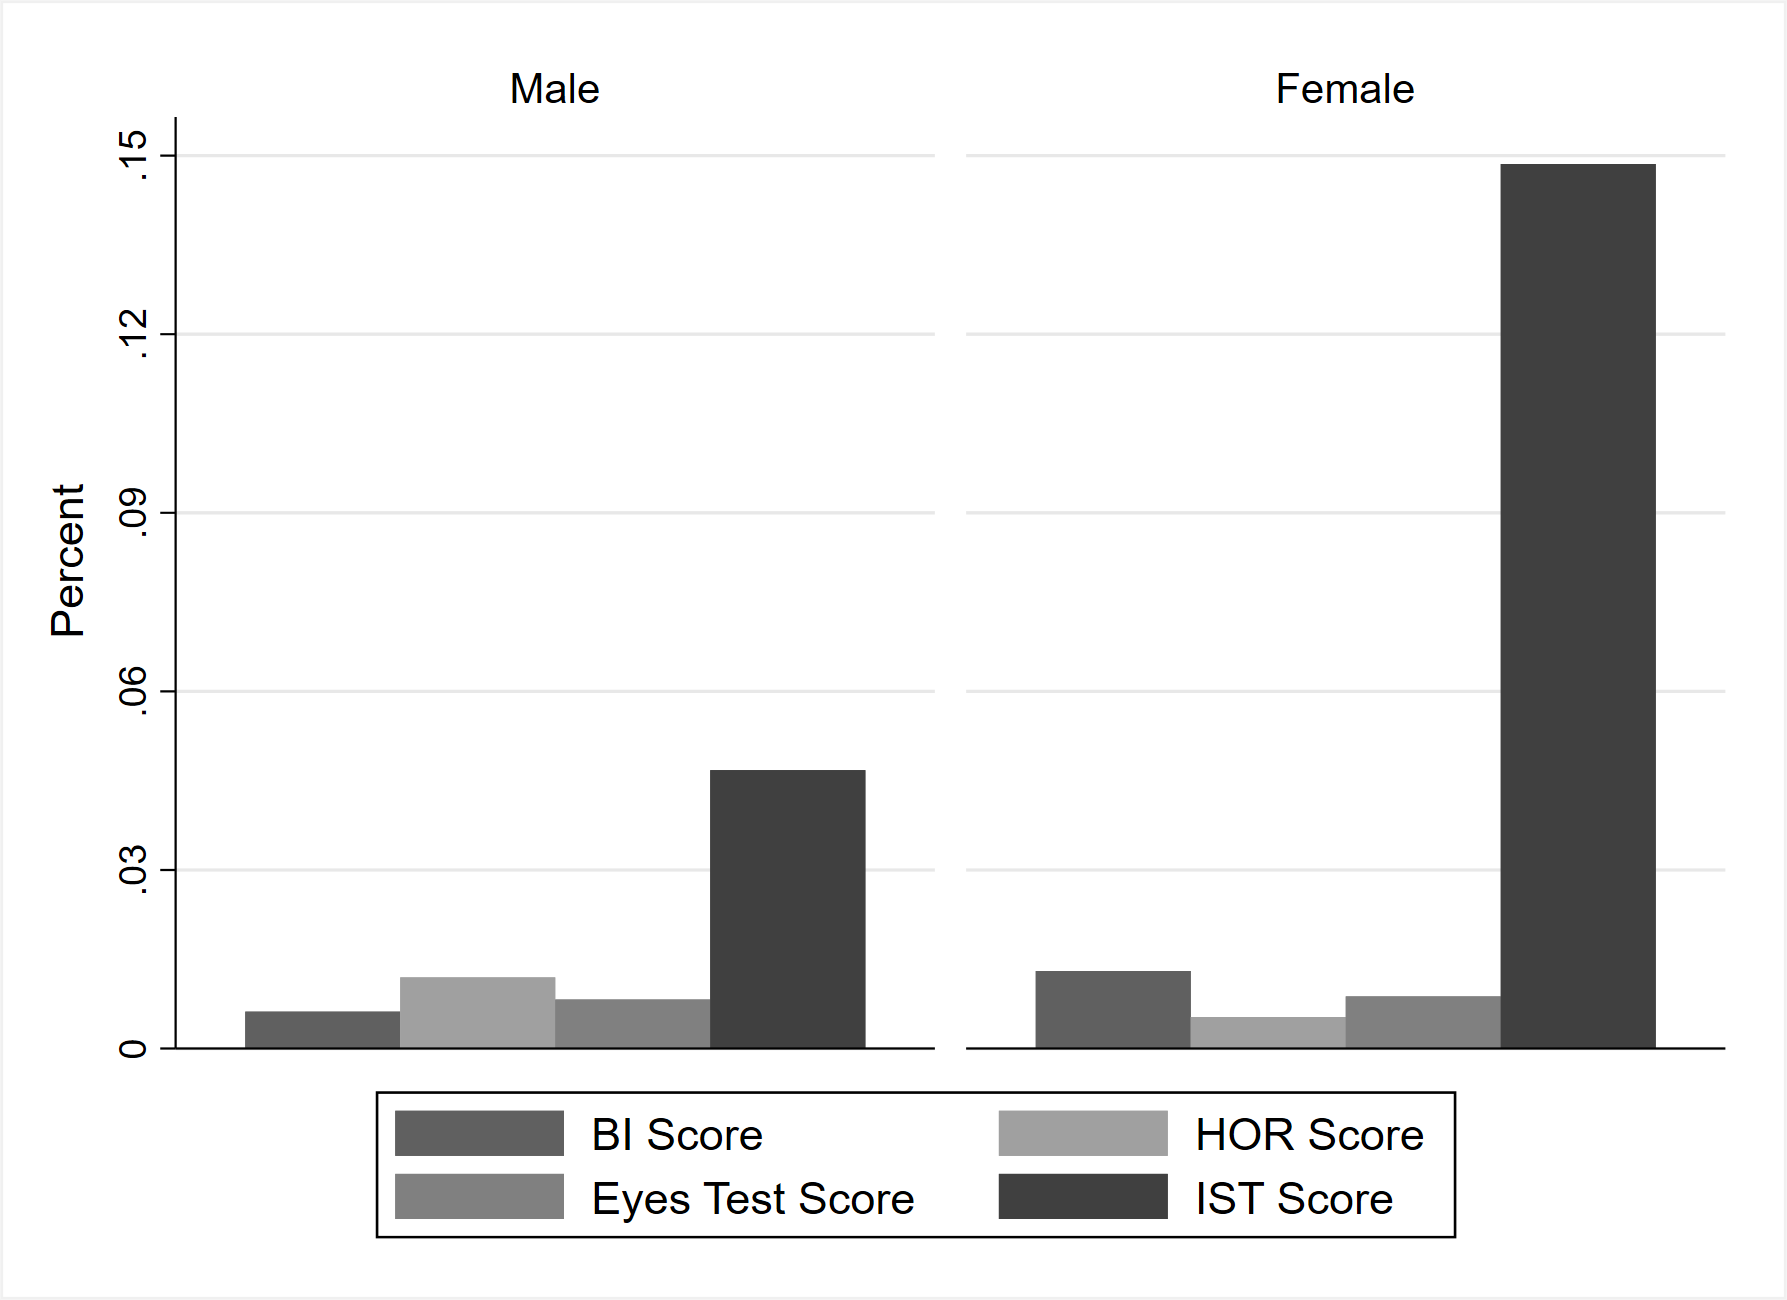 Male
Female
Percent
.15
.12
.09
.06
.03
0
BI Score
HOR Score
Eyes Test Score
IST Score